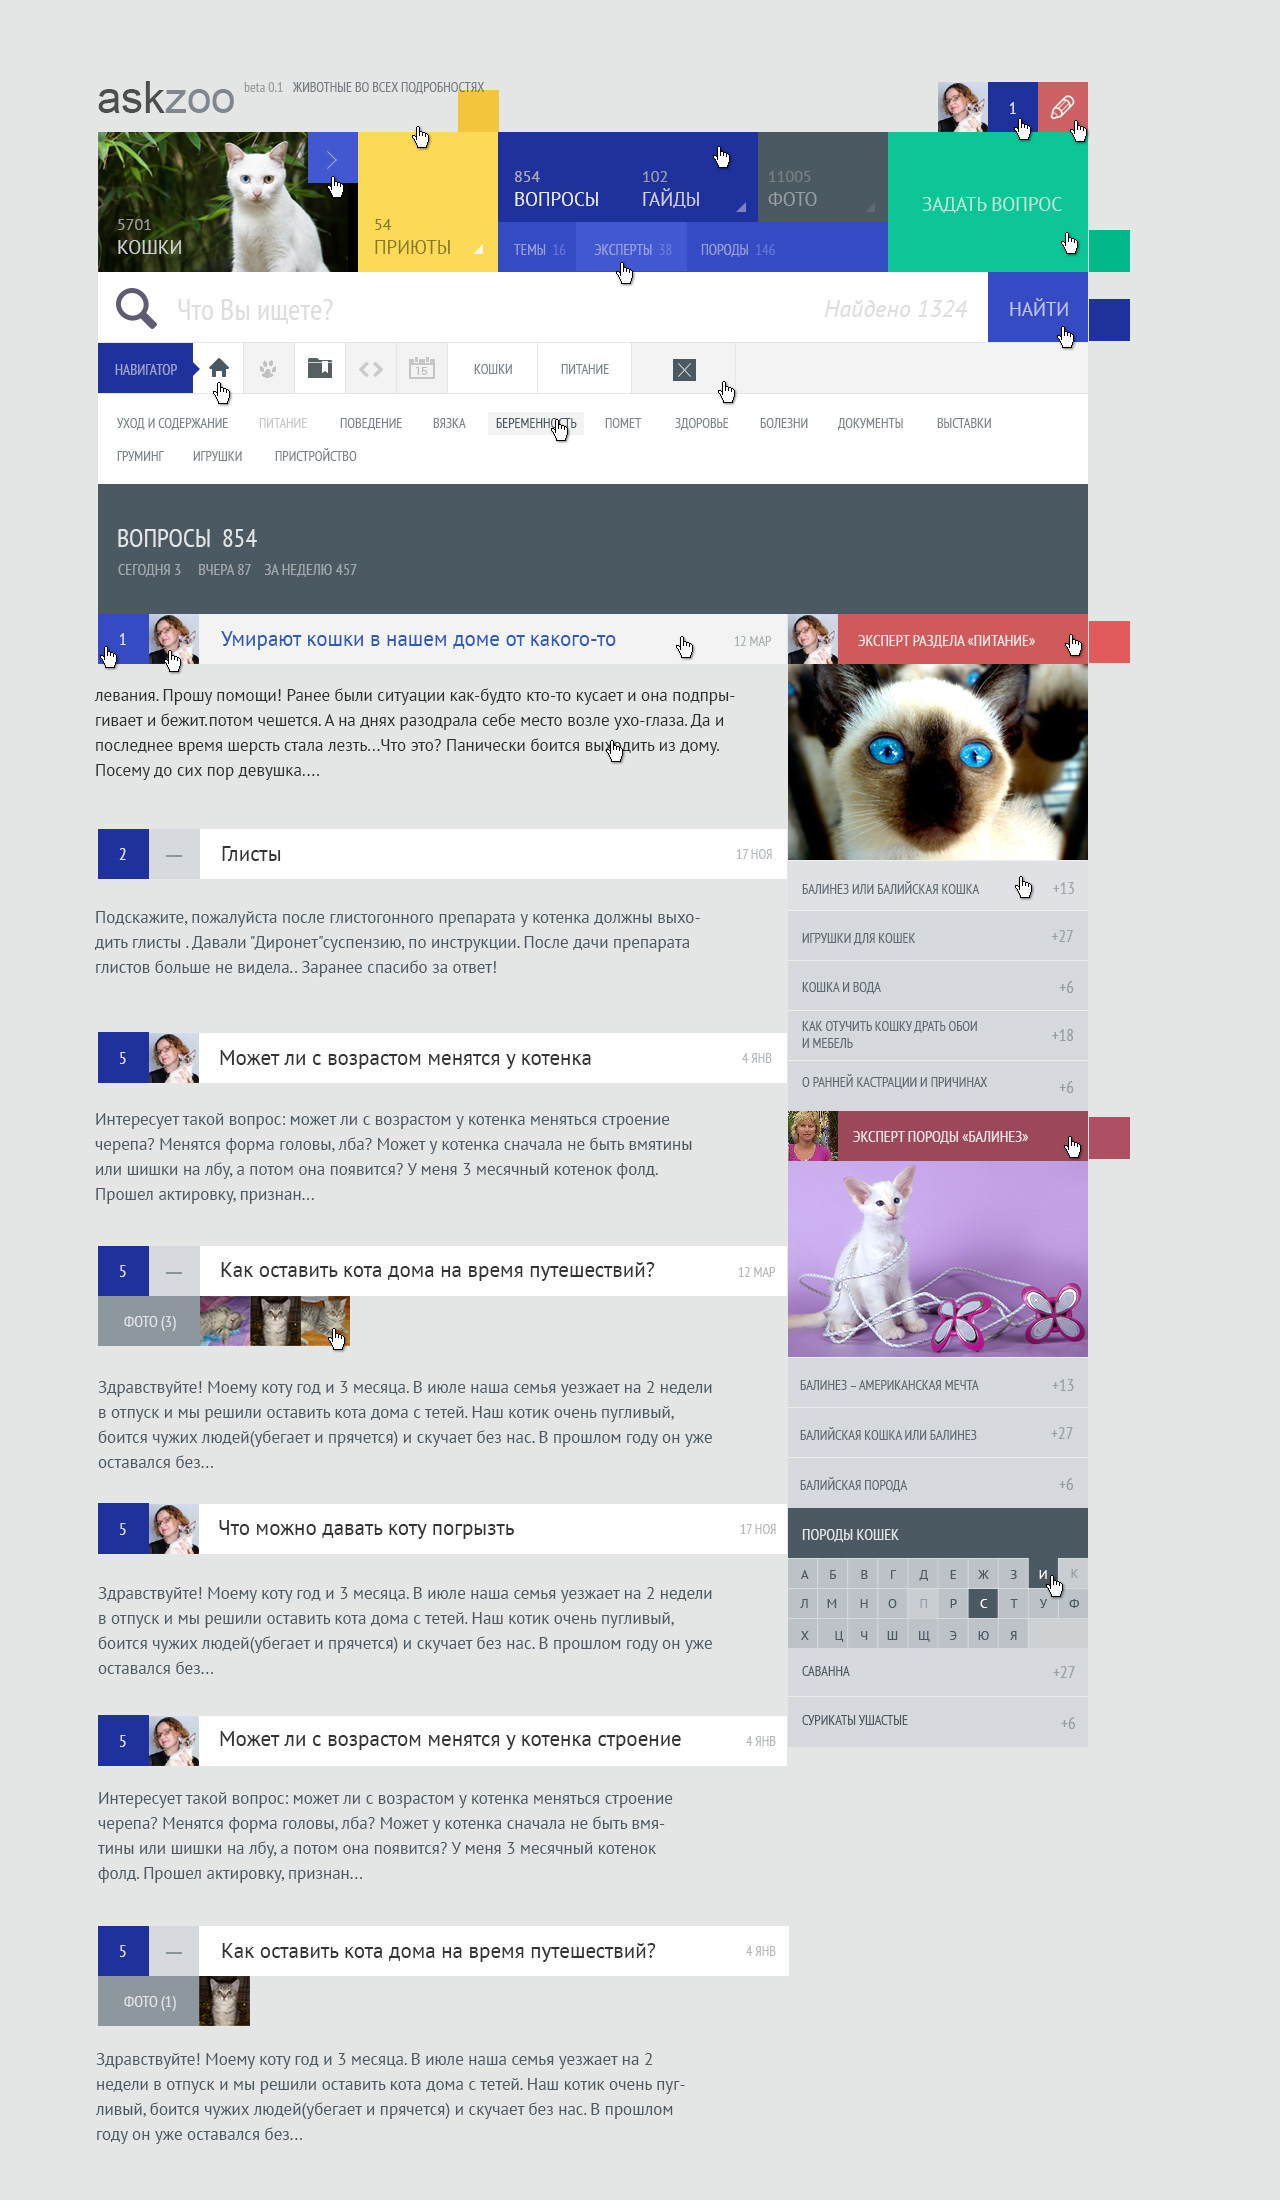 askzoo beta 0.1 ЖИВОТНЫЕ ВО ВСЕХ ПОДРОБНОСТЯХ
1
5701
КОШКИ
54
ПРИЮТЫ
854
ВОПРОСЫ
102
ГАЙДЫ
11005
ФОТО
ТЕМЫ 16
ЭКСПЕРТЫ 38
ПОРОДЫ 146
ЗАДАТЬ ВОПРОС
Что Вы ищете?
Найдено 1324
НАЙТИ
НАВИГАТОР
15
КОШКИ
ПИТАНИЕ
УХОД И СОДЕРЖАНИЕ ПИТАНИЕ ПОВЕДЕНИЕ ВЯЗКА БЕРЕМЕННОСТЬ ПОМЕТ ЗДОРОВЬЕ БОЛЕЗНИ ДОКУМЕНТЫ ВЫСТАВКИ
ГРУМИНГ ИГРУШКИ ПРИСТРОЙСТВО
ВОПРОСЫ 854
СЕГОДНЯ 3 ВЧЕРА 87 ЗА НЕДЕЛЮ 457
1 Умирают кошки в нашем доме от какого-то 12 МАР
левания. Прошу помощи! Ранее были ситуации как-будто кто-то кусает и она подпры-
гивает и бежит.потом чешется. А на днях разодрала себе место возле ухо-глаза. Да и
последнее время шерсть стала лезть...Что это? Панически боится выходить из дому.
Посему до сих пор девушка....
2 — Глисты 17 НОЯ
Подскажите, пожалуйста после глистогонного препарата у котенка должны выхо-
дить глисты . Давали "Диронет"суспензию, по инструкции. После дачи препарата
глистов больше не видела.. Заранее спасибо за ответ!
5 Может ли с возрастом менятся у котенка 4 ЯНВ
Интересует такой вопрос: может ли с возрастом у котенка меняться строение
черепа? Менятся форма головы, лба? Может у котенка сначала не быть вмятины
или шишки на лбу, а потом она появится? У меня 3 месячный котенок фолд.
Прошел актировку, признан...
5 — Как оставить кота дома на время путешествий? 12 МАР
ФОТО (3)
Здравствуйте! Моему коту год и 3 месяца. В июле наша семья уезжает на 2 недели
в отпуск и мы решили оставить кота дома с тетей. Наш котик очень пугливый,
боится чужих людей(убегает и прячется) и скучает без нас. В прошлом году он уже
оставался без...
5 Что можно давать коту погрызть 17 НОЯ
Здравствуйте! Моему коту год и 3 месяца. В июле наша семья уезжает на 2 недели
в отпуск и мы решили оставить кота дома с тетей. Наш котик очень пугливый,
боится чужих людей(убегает и прячется) и скучает без нас. В прошлом году он уже
оставался без...
5 Может ли с возрастом менятся у котенка строение 4 ЯНВ
Интересует такой вопрос: может ли с возрастом у котенка меняться строение
черепа? Менятся форма головы, лба? Может у котенка сначала не быть вмя-
тины или шишки на лбу, а потом она появится? У меня 3 месячный котенок
фолд. Прошел актировку, признан...
5 — Как оставить кота дома на время путешествий? 4 ЯНВ
ФОТО (1)
Здравствуйте! Моему коту год и 3 месяца. В июле наша семья уезжает на 2
недели в отпуск и мы решили оставить кота дома с тетей. Наш котик очень пуг-
ливый, боится чужих людей(убегает и прячется) и скучает без нас. В прошлом
году он уже оставался без...
ЭКСПЕРТ РАЗДЕЛА «ПИТАНИЕ»
БАЛИНЕЗ ИЛИ БАЛИЙСКАЯ КОШКА +13
ИГРУШКИ ДЛЯ КОШЕК +27
КОШКА И ВОДА +6
КАК ОТУЧИТЬ КОШКУ ДРАТЬ ОБОИ
И МЕБЕЛЬ +18
О РАННЕЙ КАСТРАЦИИ И ПРИЧИНАХ +6
ЭКСПЕРТ ПОРОДЫ «БАЛИНЕЗ»
БАЛИНЕЗ – АМЕРИКАНСКАЯ МЕЧТА +13
БАЛИЙСКАЯ КОШКА ИЛИ БАЛИНЕЗ +27
БАЛИЙСКАЯ ПОРОДА +6
ПОРОДЫ КОШЕК
А Б В Г Д Е Ж З И К
Л М Н О П Р С Т У Ф
Х Ц Ч Ш Щ Э Ю Я
САВАННА +27
СУРИКАТЫ УШАСТЫЕ +6